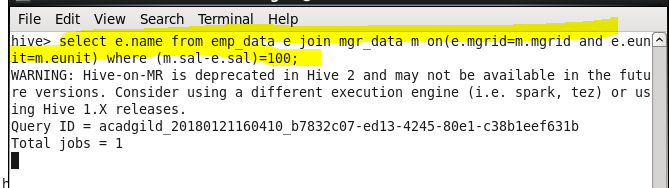 File Edit View Search Terminal Help
hive> select e.name from emp_data e join mgr_data m on(e.mgrid=m.mgrid and e.eun
it=m.eunit) where (m.sal-e.sal)=100;
WARNING: Hive-on-MR is deprecated in Hive 2 and may not be available in the futu
re versions. Consider using a different execution engine (i.e. spark, tez) or us
ing Hive 1.X releases.
Query ID = acadgild_20180121160410_b7832c07-ed13-4245-80e1-c38b1eef631b
Total jobs = 1